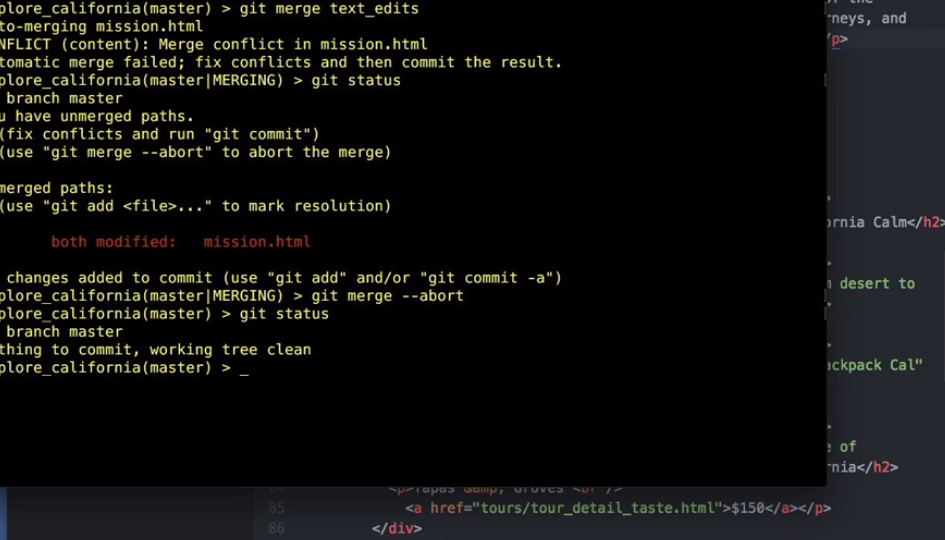 plore_california(master) > git merge text_edits
to-merging mission.html
NFLICT (content): Merge conflict in mission.html
tomatic merge failed; fix conflicts and then commit the result.
plore_california(master|MERGING) > git status
branch master
u have unmerged paths.
(fix conflicts and run "git commit")
(use "git merge --abort" to abort the merge)
merged paths:
(use "git add <file>..." to mark resolution)
both modified:   mission.html
changes added to commit (use "git add" and/or "git commit -a")
plore_california(master|MERGING) > git merge --abort
plore_california(master) > git status
branch master
thing to commit, working tree clean
plore_california(master) > _
rneys, and
/p>
ornia Calm</h2>
>
n desert to
>
>
ackpack Cal"
>
e of
rnia</h2>
<p>Tapas &amp; Groves <br />
85 <a href="tours/tour_detail_taste.html">$150</a></p>
86 </div>